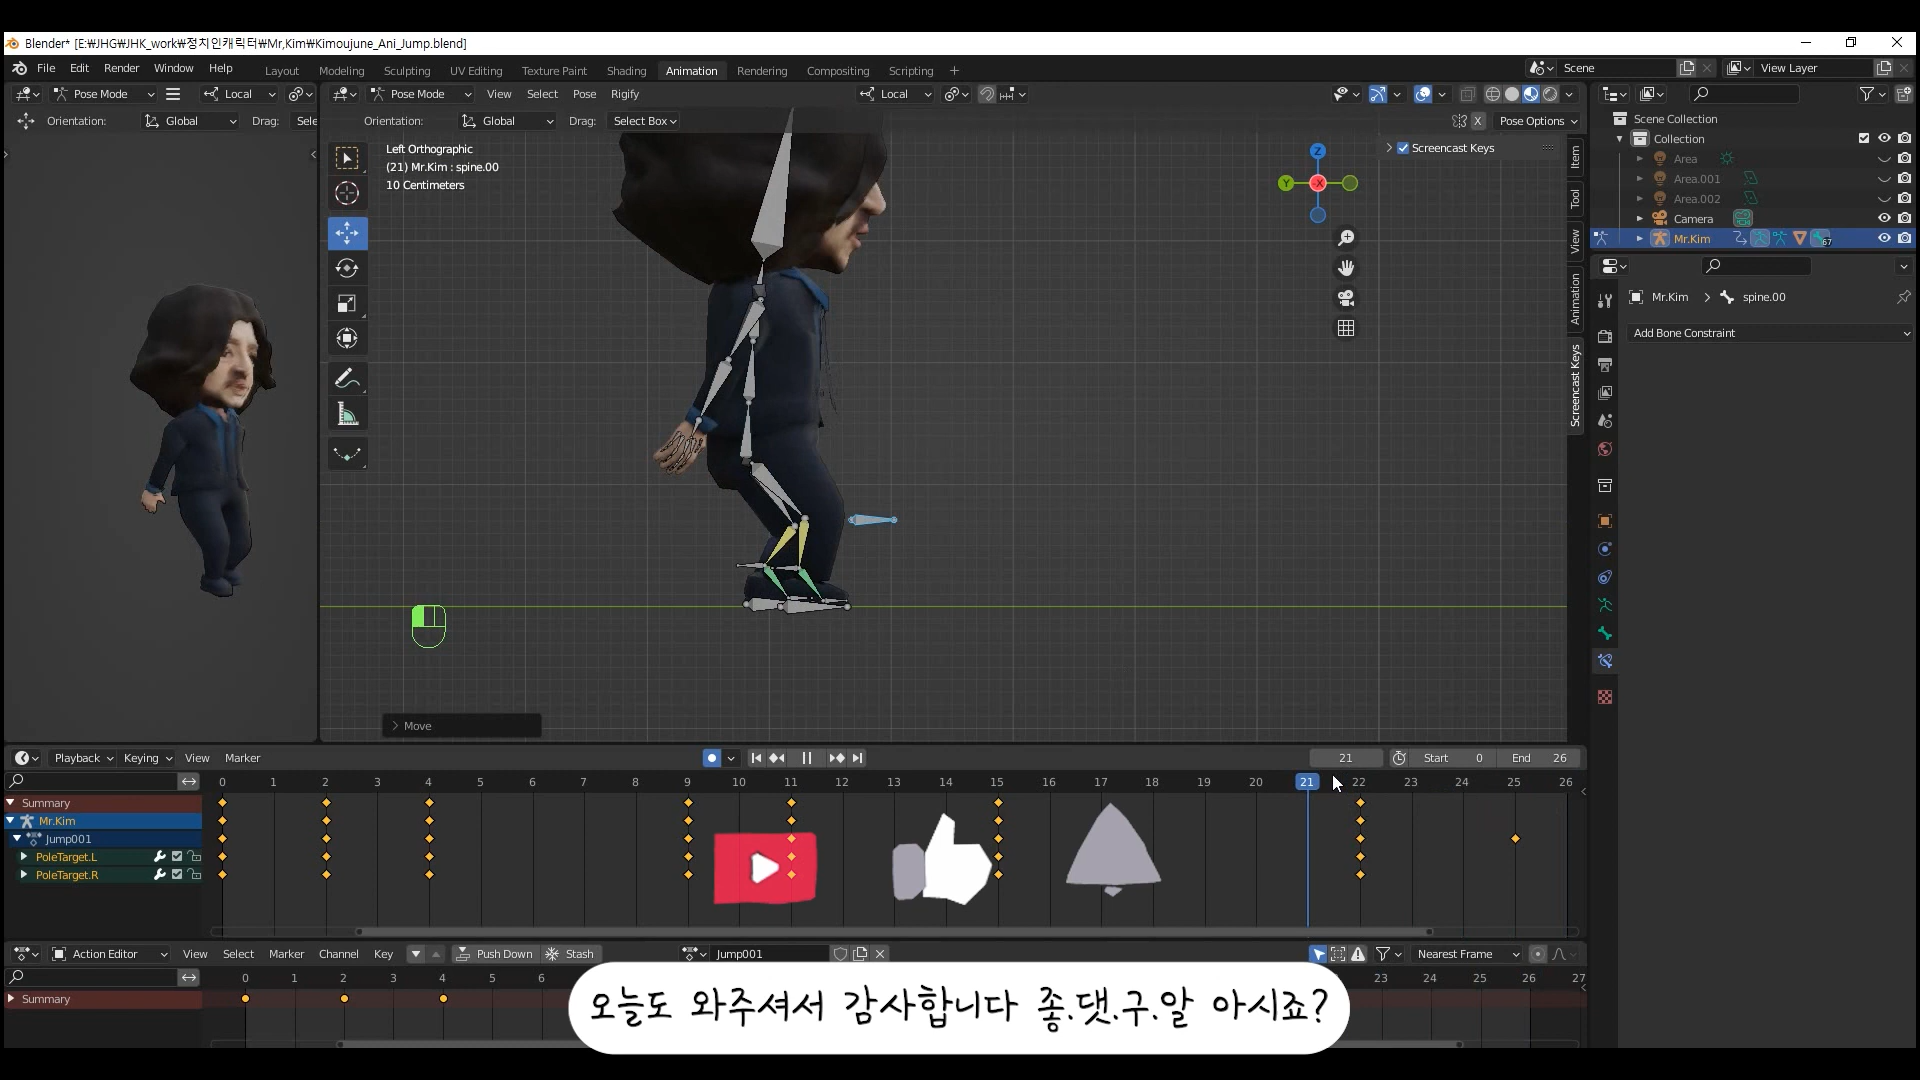 Blender* [E:₩JHG₩JHK_work₩정치인캐릭터₩Mr,Kim₩Kimoujune_Ani_Jump.blend]
File Edit Render Window Help Layout Modeling Sculpting UV Editing Texture Paint Shading Animation Rendering Compositing Scripting + Scene View Layer
Pose Mode Local Pose Mode View Select Pose Rigify Local
Orientation: Global Drag: Sele Orientation: Global Drag: Select Box X Pose Options
Left Orthographic
(21) Mr.Kim : spine.00
10 Centimeters
Screencast Keys
Z
Y X
Item
Tool
View
Animation
Screencast Keys
Scene Collection
Collection
Area
Area.001
Area.002
Camera
Mr.Kim 67
Mr.Kim > spine.00
Add Bone Constraint
Move
Playback Keying View Marker 21 Start 0 End 26
0 1 2 3 4 5 6 7 8 9 10 11 12 13 14 15 16 17 18 19 20 21 22 23 24 25 26
Summary
Mr.Kim
Jump001
PoleTarget.L
PoleTarget.R
Action Editor View Select Marker Channel Key Push Down Stash Jump001 Nearest Frame
0 1 2 3 4 5 6 23 24 25 26 27
Summary
오늘도 와주셔서 감사합니다 좋.댓.구.알 아시죠?